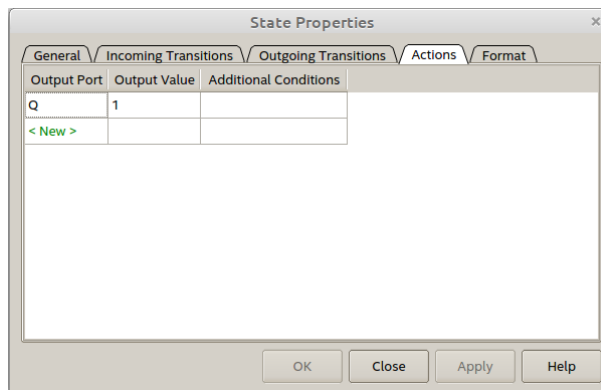 State Properties ×
General Incoming Transitions Outgoing Transitions Actions Format
Output Port Output Value Additional Conditions
Q 1
< New >
OK Close Apply Help